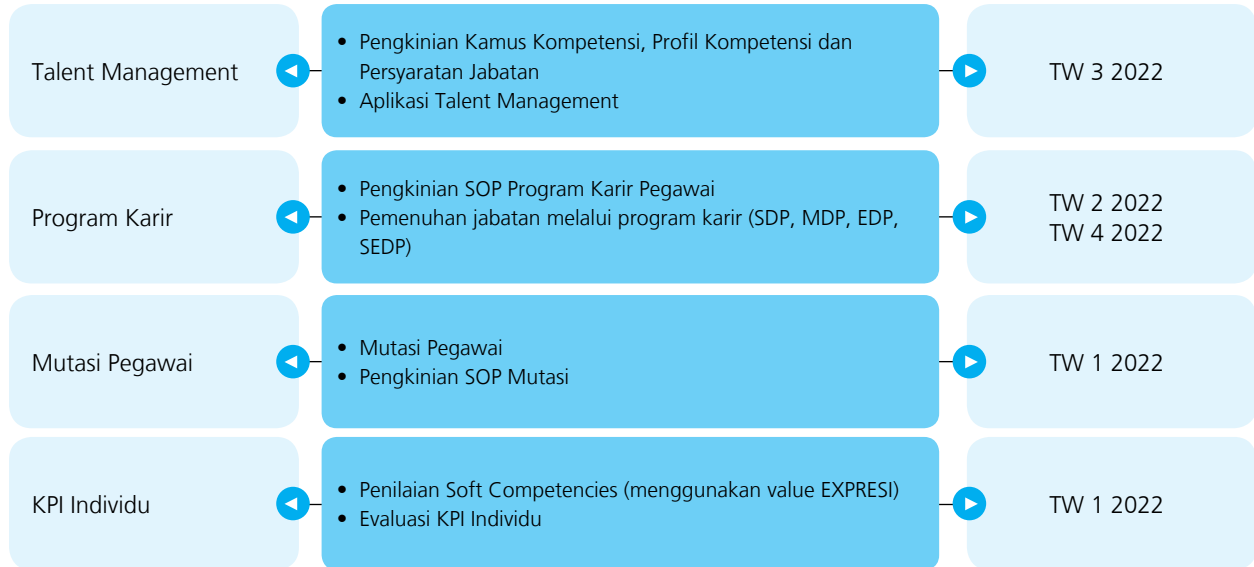 Talent Management
• Pengkinian Kamus Kompetensi, Profil Kompetensi dan
Persyaratan Jabatan
• Aplikasi Talent Management
TW 3 2022
Program Karir
• Pengkinian SOP Program Karir Pegawai
• Pemenuhan jabatan melalui program karir (SDP, MDP, EDP,
SEDP)
TW 2 2022
TW 4 2022
Mutasi Pegawai
• Mutasi Pegawai
• Pengkinian SOP Mutasi
TW 1 2022
KPI Individu
• Penilaian Soft Competencies (menggunakan value EXPRESI)
• Evaluasi KPI Individu
TW 1 2022